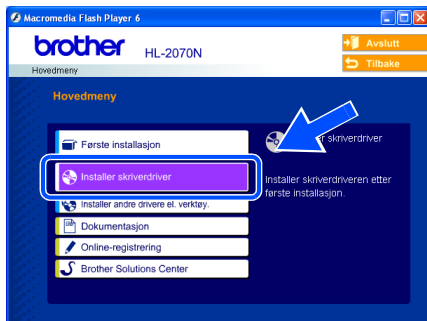 Macromedia Flash Player 6
brother
HL-2070N
Avslutt
Tilbake
Hovedmeny
Hovedmeny
Første installasjon
Installer skriverdriver
Installer andre drivere el. verktøy.
Dokumentasjon
Online-registrering
Brother Solutions Center
skriverdriver
Installer skriverdriveren etter
første installasjon.